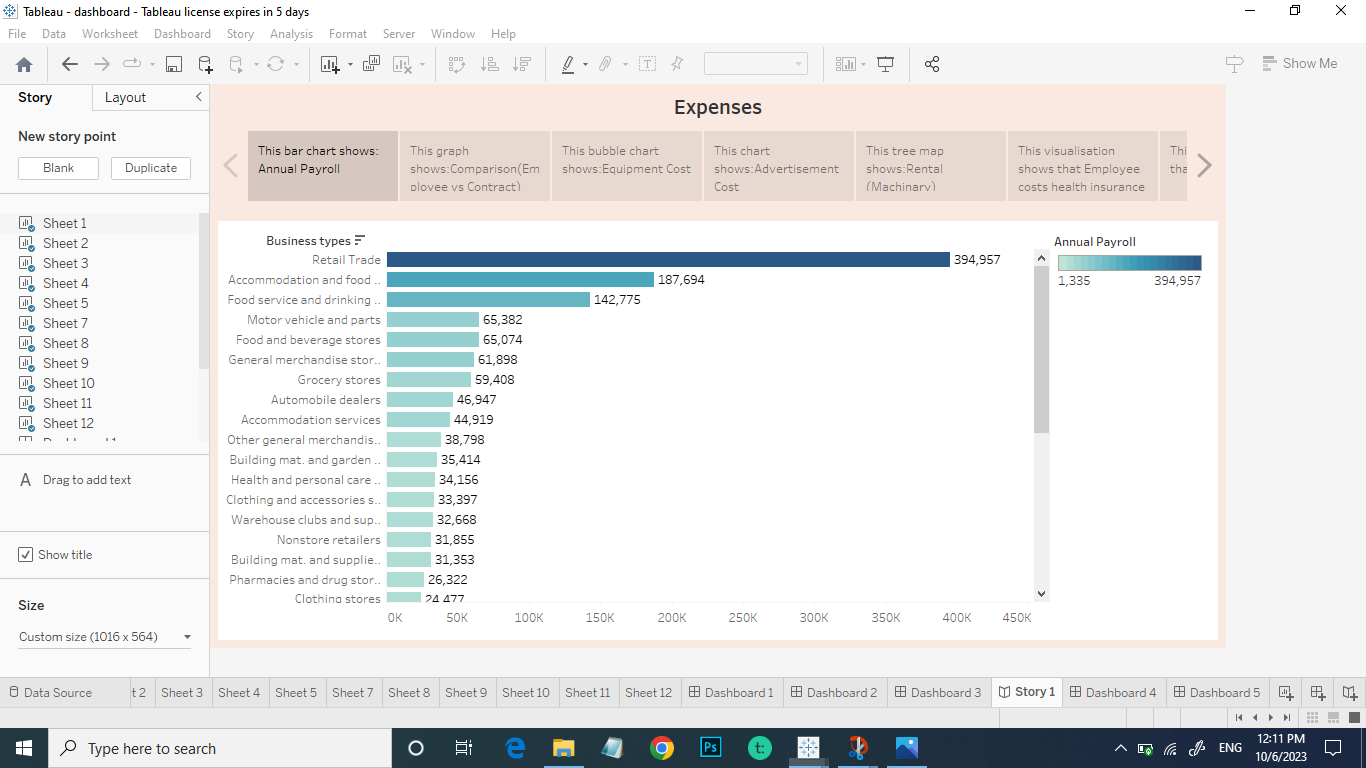 Tableau - dashboard - Tableau license expires in 5 days
File Data Worksheet Dashboard Story Analysis Format Server Window Help
Show Me
Story Layout
New story point
Blank Duplicate
Sheet 1
Sheet 2
Sheet 3
Sheet 4
Sheet 5
Sheet 7
Sheet 8
Sheet 9
Sheet 10
Sheet 11
Sheet 12
A Drag to add text
Show title
Size
Custom size (1016 x 564)
Expenses
This bar chart shows:
Annual Payroll
This graph
shows:Comparison(Em
ployee vs Contract)
This bubble chart
shows:Equipment Cost
This chart
shows:Advertisement
Cost
This tree map
shows:Rental
(Machinary)
This visualisation
shows that Employee
costs health insurance
Thi
tha
Business types
Retail Trade 394,957
Accommodation and food .. 187,694
Food service and drinking .. 142,775
Motor vehicle and parts 65,382
Food and beverage stores 65,074
General merchandise stor.. 61,898
Grocery stores 59,408
Automobile dealers 46,947
Accommodation services 44,919
Other general merchandis.. 38,798
Building mat. and garden .. 35,414
Health and personal care .. 34,156
Clothing and accessories s.. 33,397
Warehouse clubs and sup.. 32,668
Nonstore retailers 31,855
Building mat. and supplie.. 31,353
Pharmacies and drug stor.. 26,322
Clothing stores 24,477
0K 50K 100K 150K 200K 250K 300K 350K 400K 450K
Annual Payroll
1,335 394,957
Data Source t 2 Sheet 3 Sheet 4 Sheet 5 Sheet 7 Sheet 8 Sheet 9 Sheet 10 Sheet 11 Sheet 12 Dashboard 1 Dashboard 2 Dashboard 3 Story 1 Dashboard 4 Dashboard 5
Type here to search
Ps
t:
ENG
12:11 PM
10/6/2023